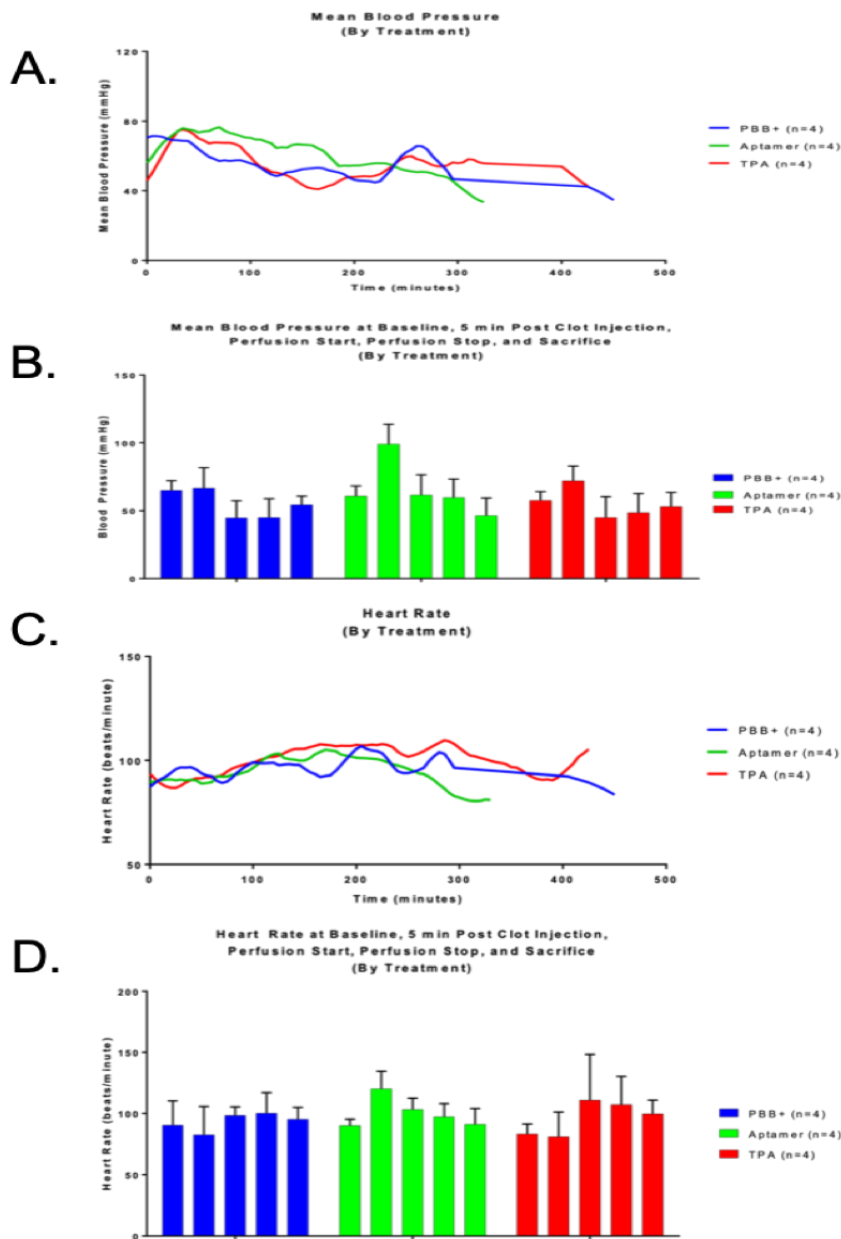 A.
Mean Blood Pressure
(By Treatment)
Mean Blood Pressure (mmHg)
120
80
40
0
0 100 200 300 400 500
Time (minutes)
PBB+ (n=4)
Aptamer (n=4)
TPA (n=4)
B.
Mean Blood Pressure at Baseline, 5 min Post Clot Injection,
Perfusion Start, Perfusion Stop, and Sacrifice
(By Treatment)
Blood Pressure (mmHg)
150
100
50
0
PBB+ (n=4)
Aptamer (n=4)
TPA (n=4)
C.
Heart Rate
(By Treatment)
Heart Rate (beats/minute)
150
100
50
0 100 200 300 400 500
Time (minutes)
PBB+ (n=4)
Aptamer (n=4)
TPA (n=4)
D.
Heart Rate at Baseline, 5 min Post Clot Injection,
Perfusion Start, Perfusion Stop, and Sacrifice
(By Treatment)
Heart Rate (beats/minute)
200
150
100
50
0
PBB+ (n=4)
Aptamer (n=4)
TPA (n=4)